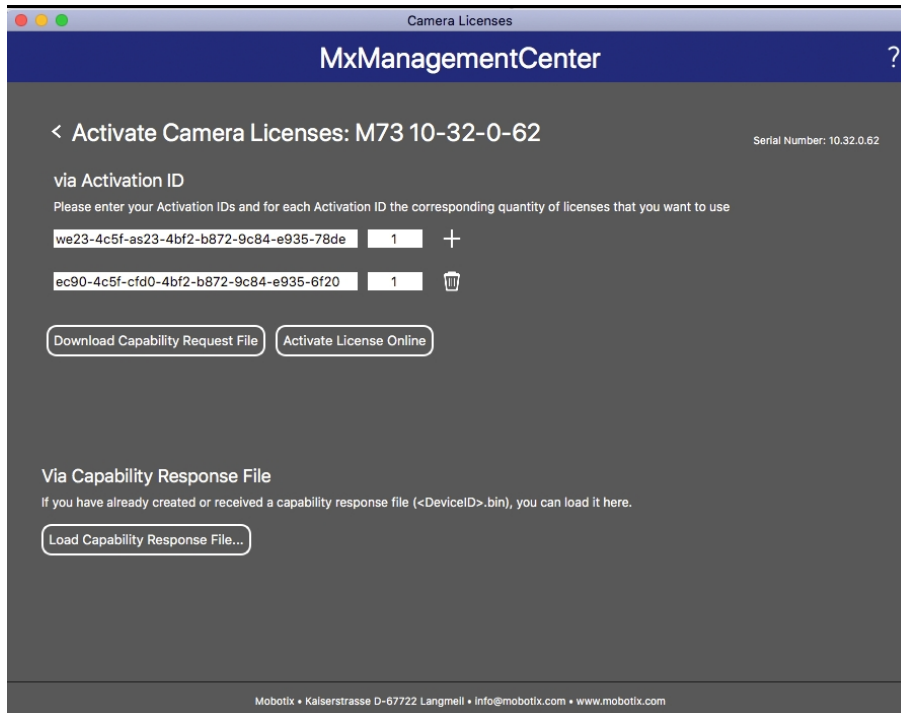 Camera Licenses
MxManagementCenter
?
< Activate Camera Licenses: M73 10-32-0-62
Serial Number: 10.32.0.62
via Activation ID
Please enter your Activation IDs and for each Activation ID the corresponding quantity of licenses that you want to use
we23-4c5f-as23-4bf2-b872-9c84-e935-78de 1 +
ec90-4c5f-cfd0-4bf2-b872-9c84-e935-6f20 1
Download Capability Request File Activate License Online
Via Capability Response File
If you have already created or received a capability response file (<DeviceID>.bin), you can load it here.
Load Capability Response File...
Mobotix • Kaiserstrasse D-67722 Langmeil • info@mobotix.com • www.mobotix.com